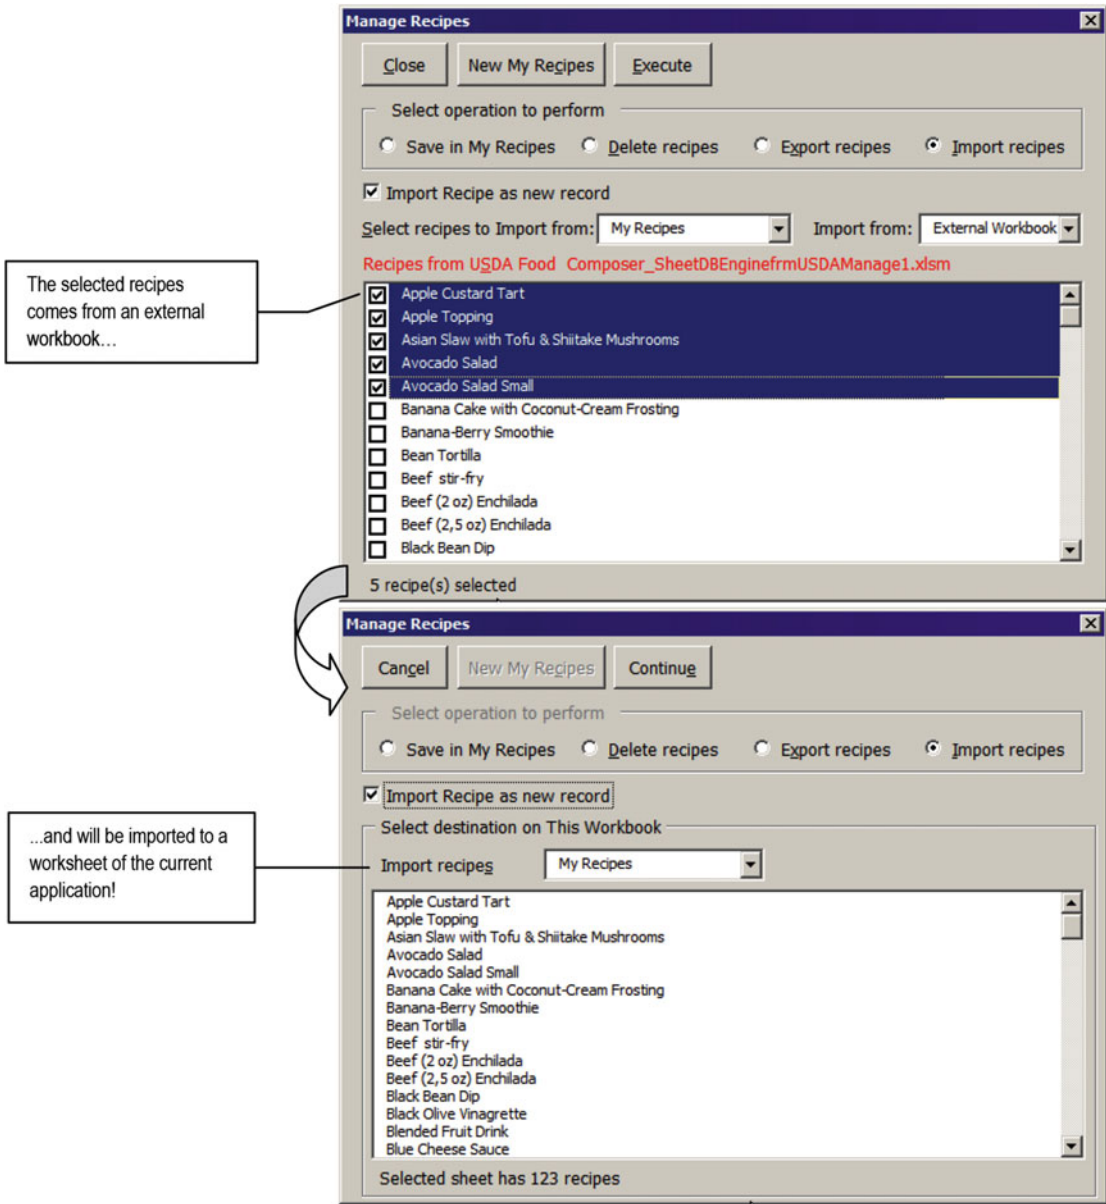 Manage Recipes
Close New My Recipes Execute
Select operation to perform
Save in My Recipes Delete recipes Export recipes Import recipes
Import Recipe as new record
Select recipes to Import from: My Recipes Import from: External Workbook
Recipes from USDA Food Composer_SheetDBEnginefrmUSDAManage1.xlsm
The selected recipes
comes from an external
workbook…
Apple Custard Tart
Apple Topping
Asian Slaw with Tofu & Shiitake Mushrooms
Avocado Salad
Avocado Salad Small
Banana Cake with Coconut-Cream Frosting
Banana-Berry Smoothie
Bean Tortilla
Beef  stir-fry
Beef (2 oz) Enchilada
Beef (2,5 oz) Enchilada
Black Bean Dip
5 recipe(s) selected
Manage Recipes
Cancel New My Recipes Continue
Select operation to perform
Save in My Recipes Delete recipes Export recipes Import recipes
Import Recipe as new record
Select destination on This Workbook
...and will be imported to a
worksheet of the current
application!
Import recipes My Recipes
Apple Custard Tart
Apple Topping
Asian Slaw with Tofu & Shiitake Mushrooms
Avocado Salad
Avocado Salad Small
Banana Cake with Coconut-Cream Frosting
Banana-Berry Smoothie
Bean Tortilla
Beef  stir-fry
Beef (2 oz) Enchilada
Beef (2,5 oz) Enchilada
Black Bean Dip
Black Olive Vinagrette
Blended Fruit Drink
Blue Cheese Sauce
Selected sheet has 123 recipes